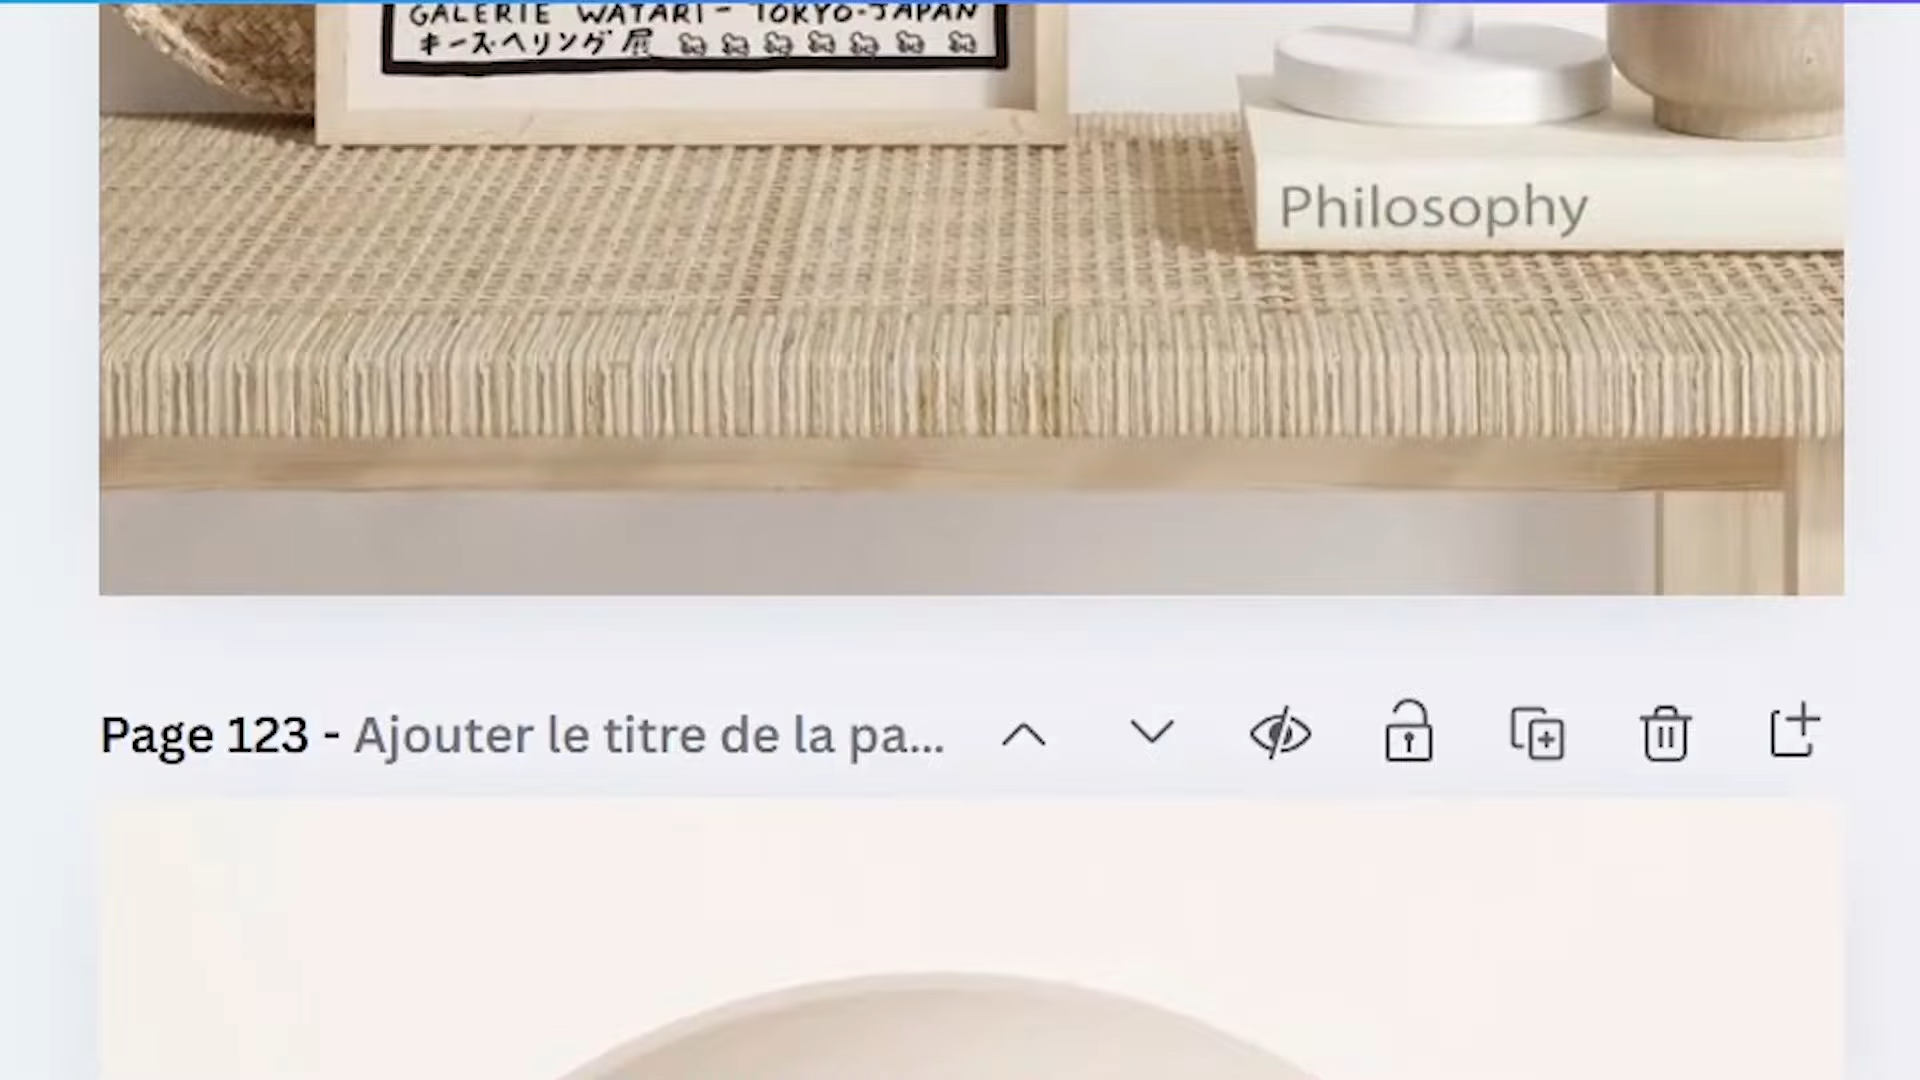 GALERIE WATARI - TOKYO-JAPAN
キース・ヘリング展
Philosophy
Page 123 - Ajouter le titre de la pa...